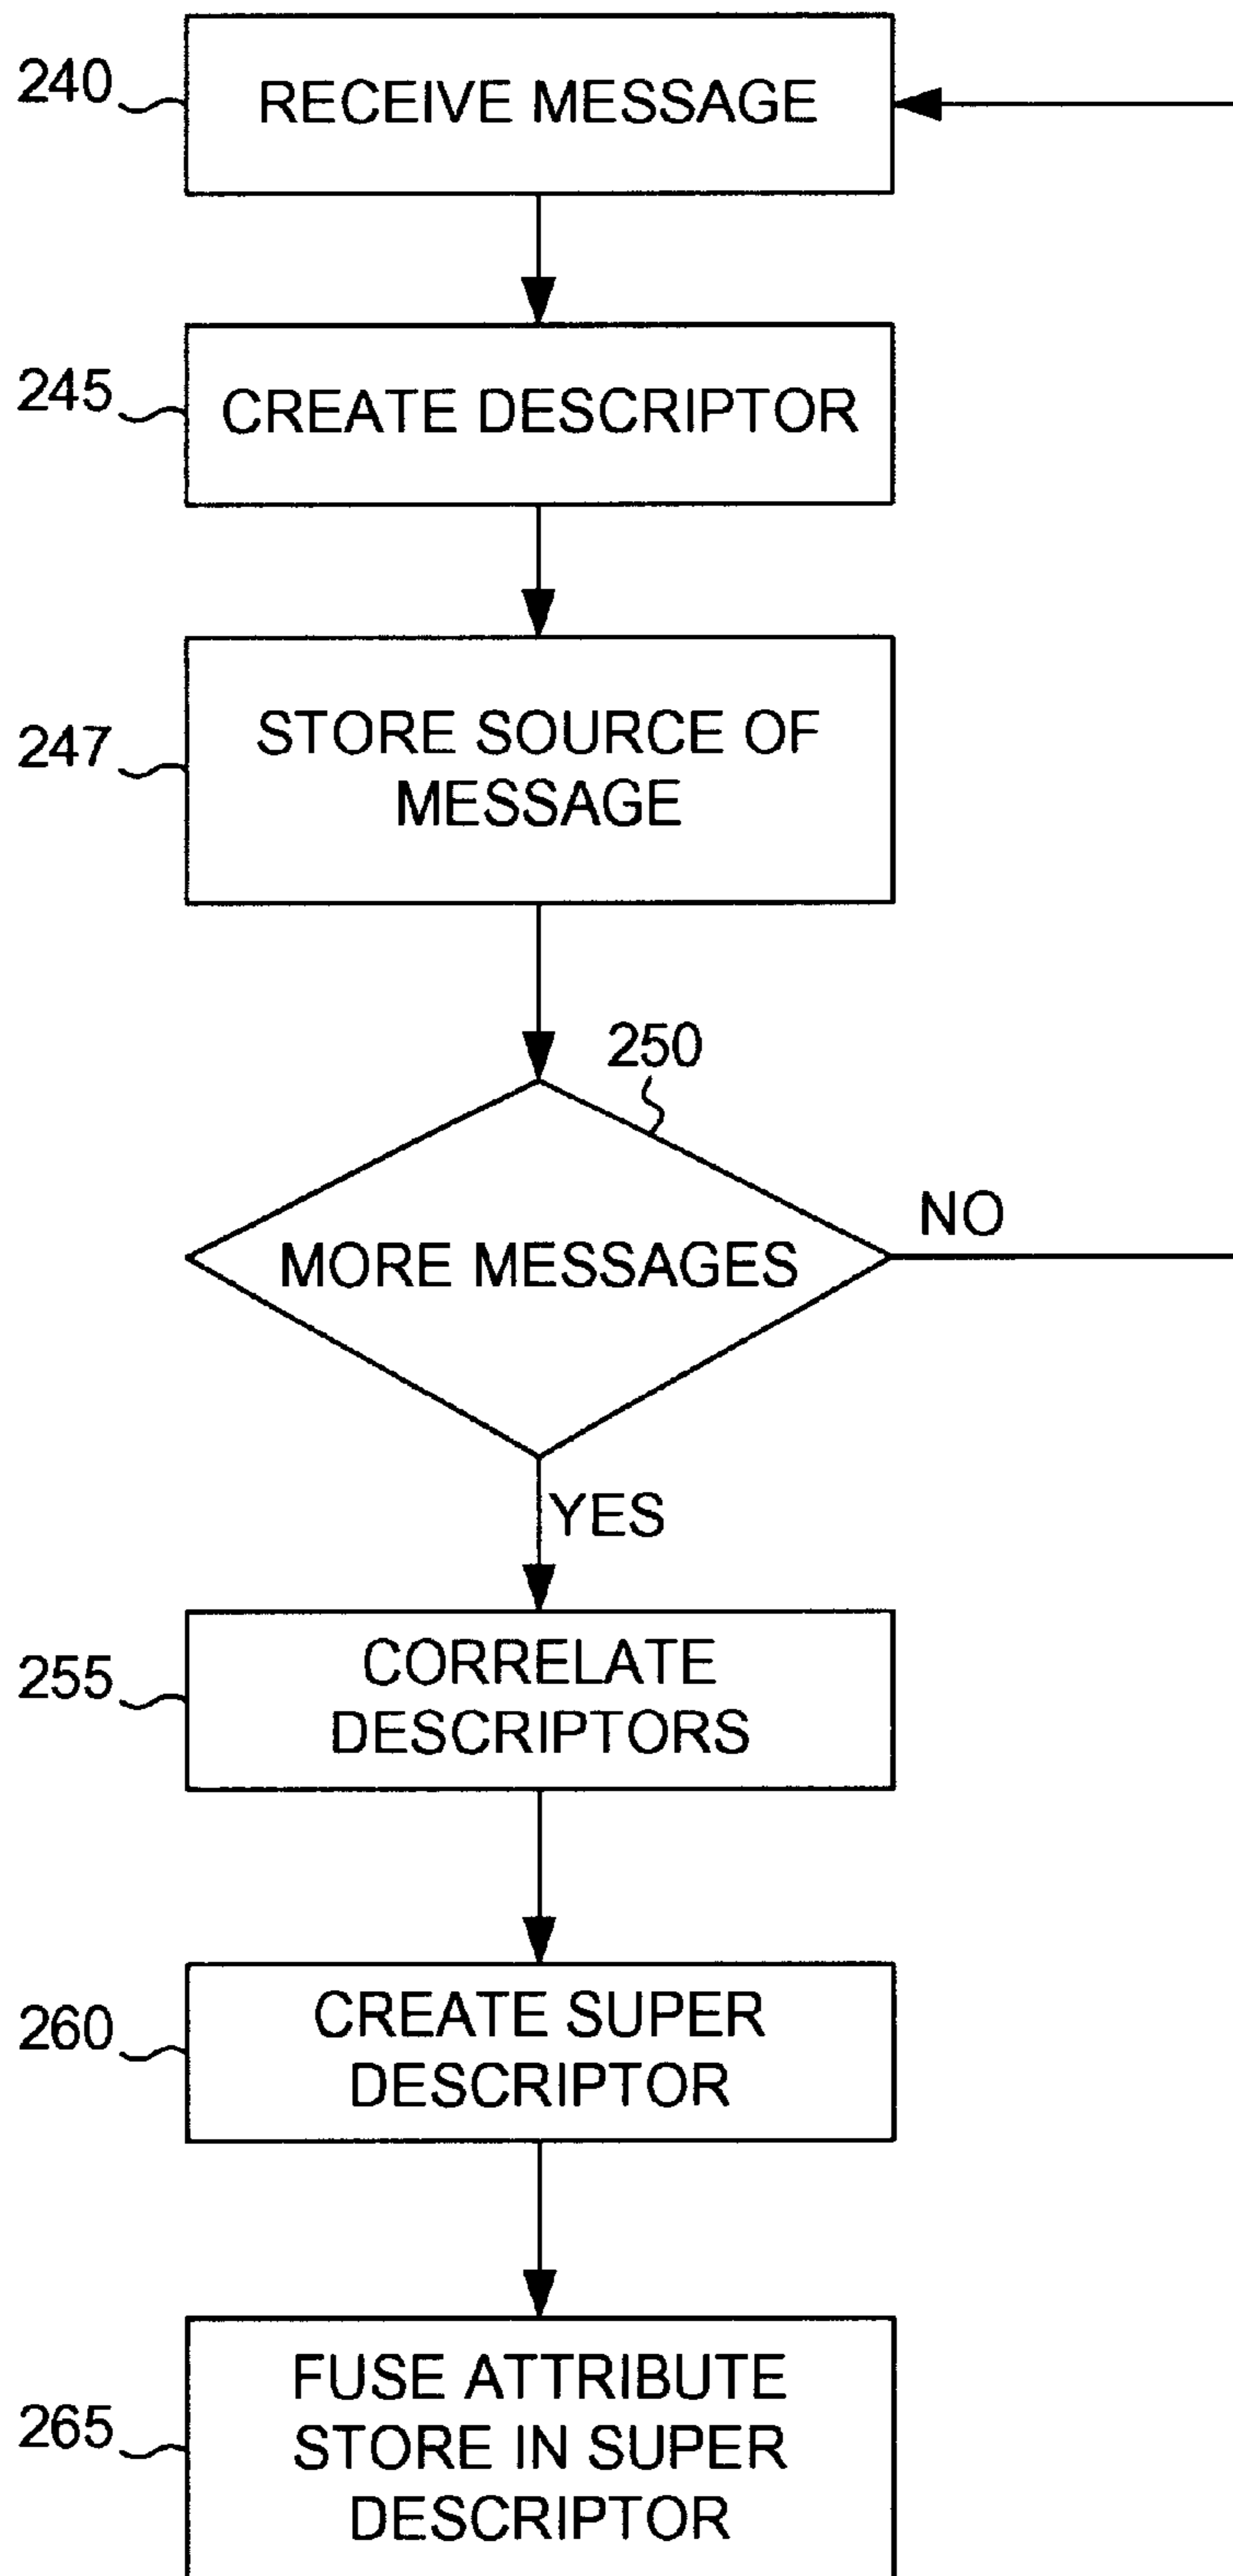 240
RECEIVE MESSAGE
245
CREATE DESCRIPTOR
247
STORE SOURCE OF
MESSAGE
250
MORE MESSAGES
NO
YES
255
CORRELATE
DESCRIPTORS
260
CREATE SUPER
DESCRIPTOR
265
FUSE ATTRIBUTE
STORE IN SUPER
DESCRIPTOR